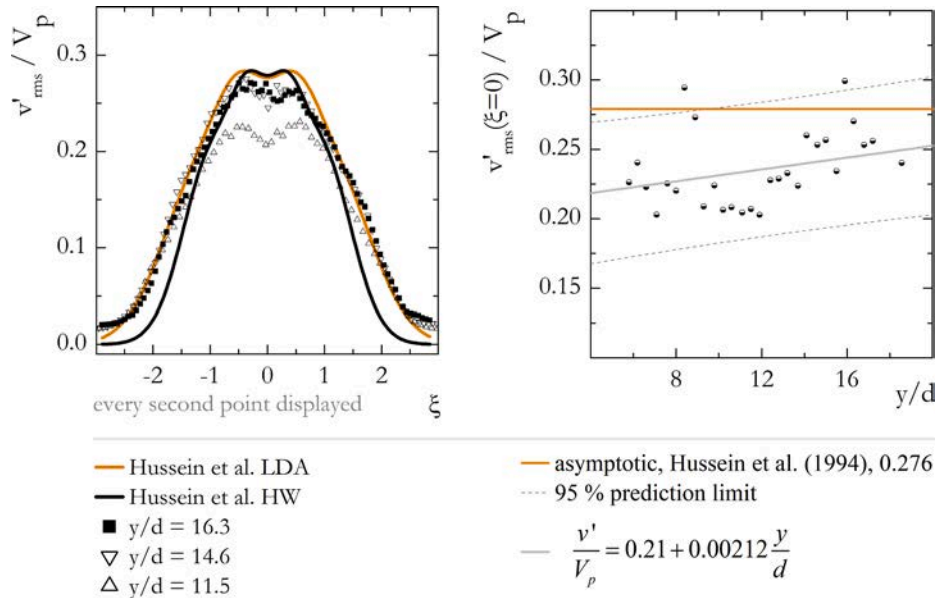 v'rms / Vp
0.3
0.2
0.1
0.0
-2 -1 0 1 2
ξ
every second point displayed
v'rms(ξ=0) / Vp
0.30
0.25
0.20
0.15
8 12 16
y/d
Hussein et al. LDA
Hussein et al. HW
y/d = 16.3
y/d = 14.6
y/d = 11.5
asymptotic, Hussein et al. (1994), 0.276
95 % prediction limit
v'/Vp = 0.21 + 0.00212 y/d